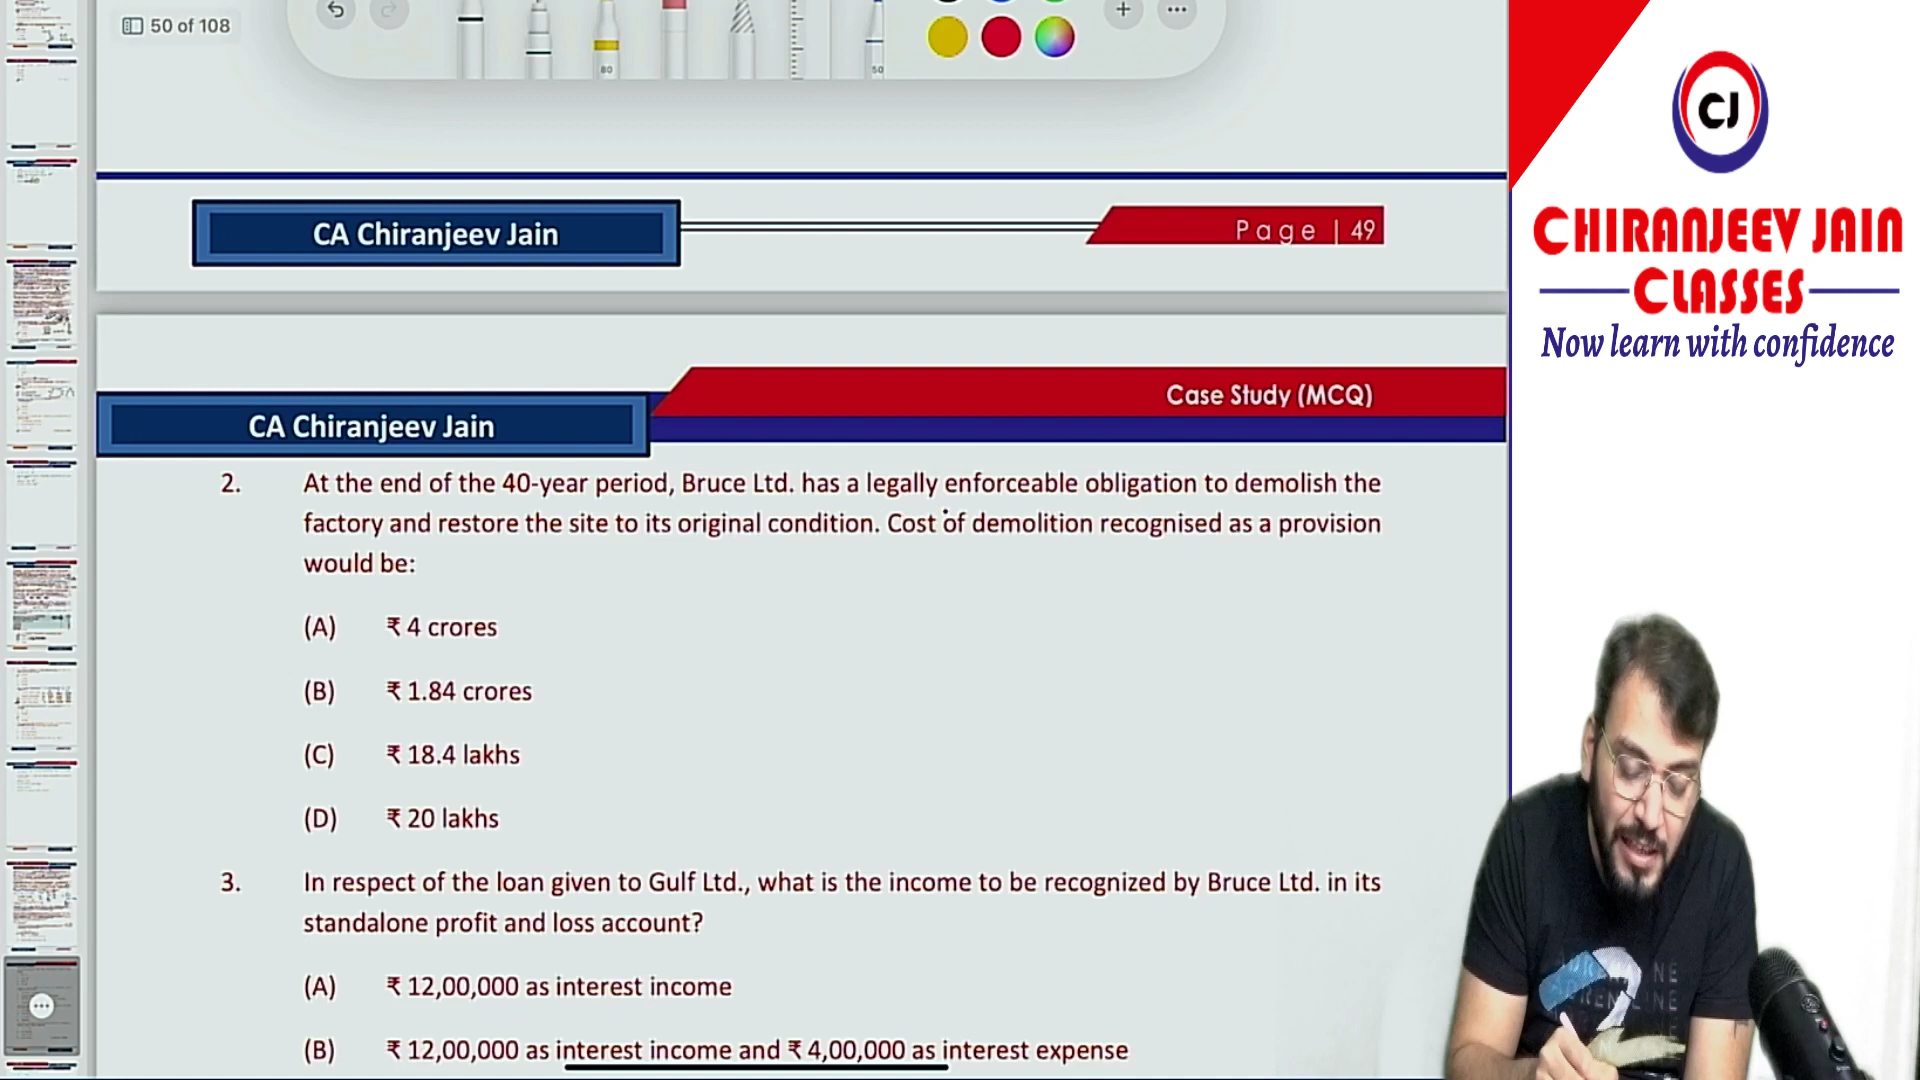 50 of 108
80
50
CA Chiranjeev Jain
Page | 49
Case Study (MCQ)
CA Chiranjeev Jain
2. At the end of the 40-year period, Bruce Ltd. has a legally enforceable obligation to demolish the
factory and restore the site to its original condition. Cost of demolition recognised as a provision
would be:
(A) ₹ 4 crores
(B) ₹ 1.84 crores
(C) ₹ 18.4 lakhs
(D) ₹ 20 lakhs
3. In respect of the loan given to Gulf Ltd., what is the income to be recognized by Bruce Ltd. in its
standalone profit and loss account?
(A) ₹ 12,00,000 as interest income
(B) ₹ 12,00,000 as interest income and ₹ 4,00,000 as interest expense
CJ
CHIRANJEEV JAIN
CLASSES
Now learn with confidence